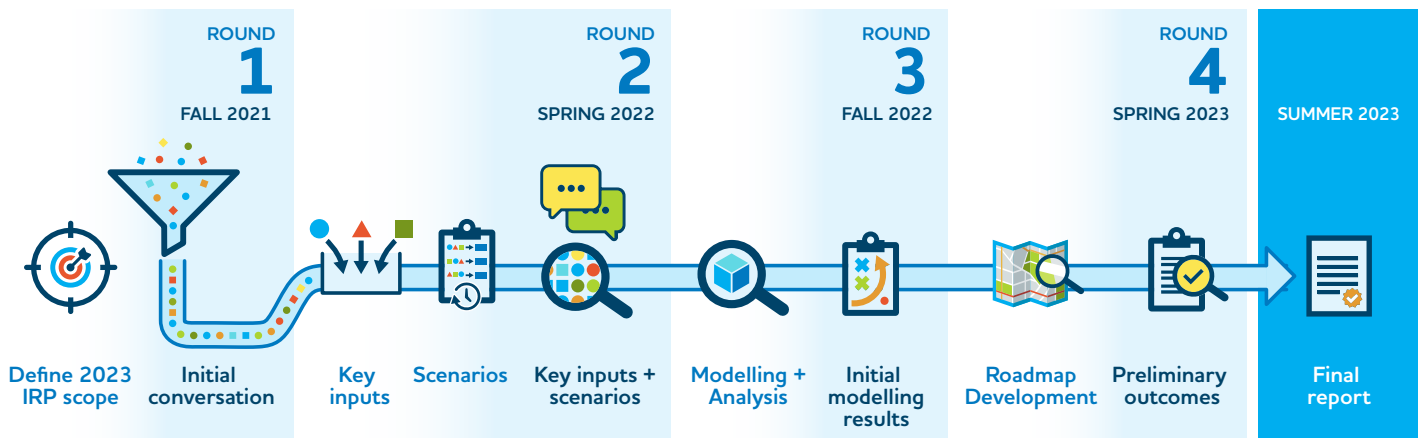 ROUND
1
FALL 2021
ROUND
2
SPRING 2022
ROUND
3
FALL 2022
ROUND
4
SPRING 2023
SUMMER 2023
Define 2023
IRP scope
Initial
conversation
Key
inputs
Scenarios
Key inputs +
scenarios
Modelling +
Analysis
Initial
modelling
results
Roadmap
Development
Preliminary
outcomes
Final
report